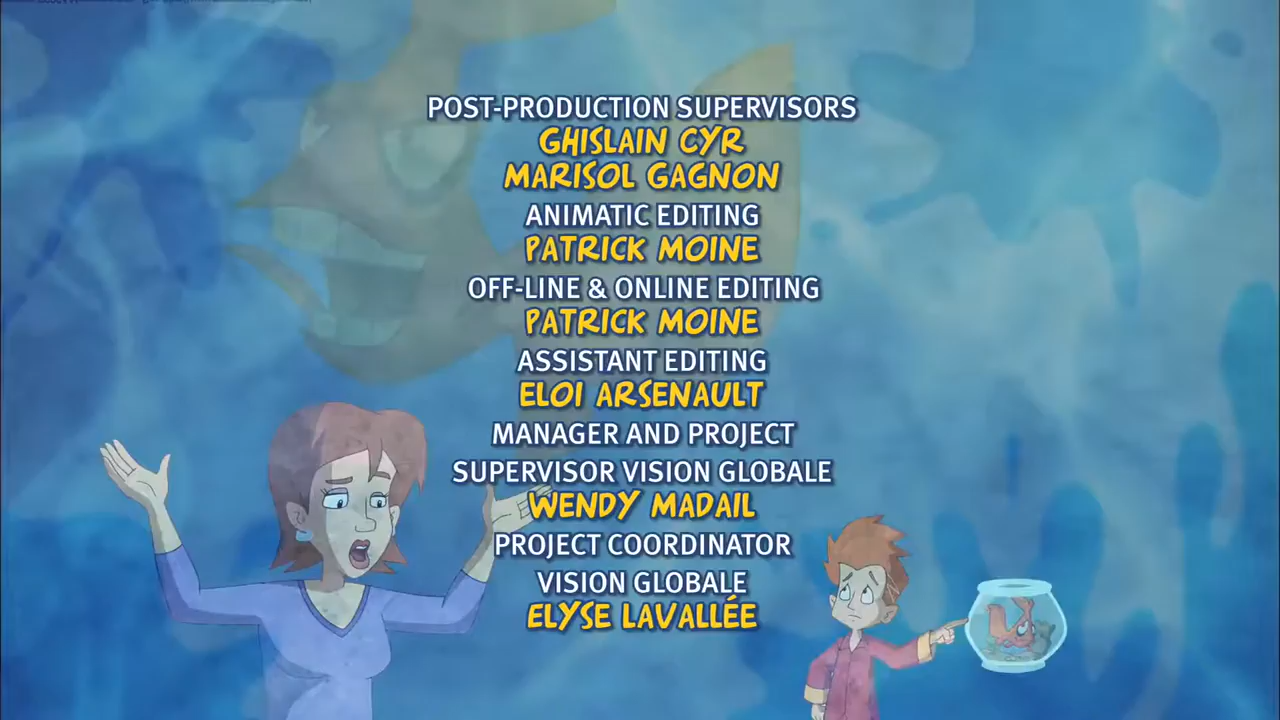 POST-PRODUCTION SUPERVISORS
GHISLAIN CYR
MARISOL GAGNON
ANIMATIC EDITING
PATRICK MOINE
OFF-LINE & ONLINE EDITING
PATRICK MOINE
ASSISTANT EDITING
ELOI ARSENAULT
MANAGER AND PROJECT
SUPERVISOR VISION GLOBALE
WENDY MADAIL
PROJECT COORDINATOR
VISION GLOBALE
ELYSE LAVALLÉE